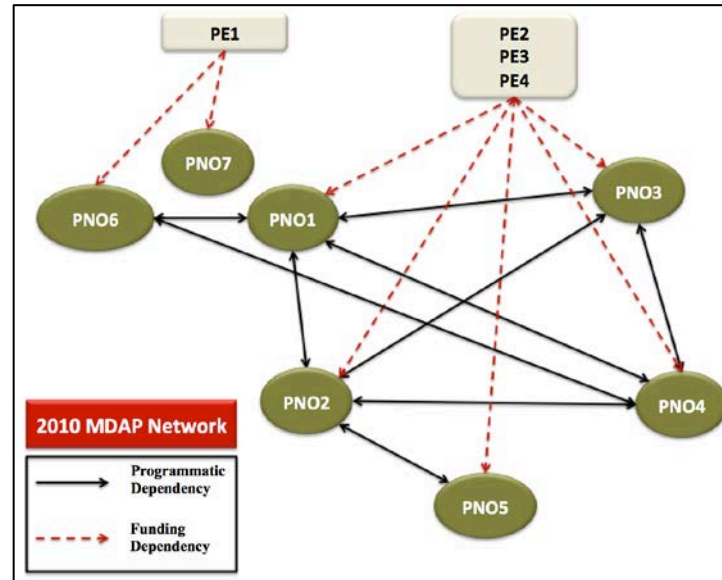 PE1
PE2
PE3
PE4
PNO7
PNO3
PNO6
PNO1
PNO2
PNO4
PNO5
2010 MDAP Network
Programmatic
Dependency
Funding
Dependency